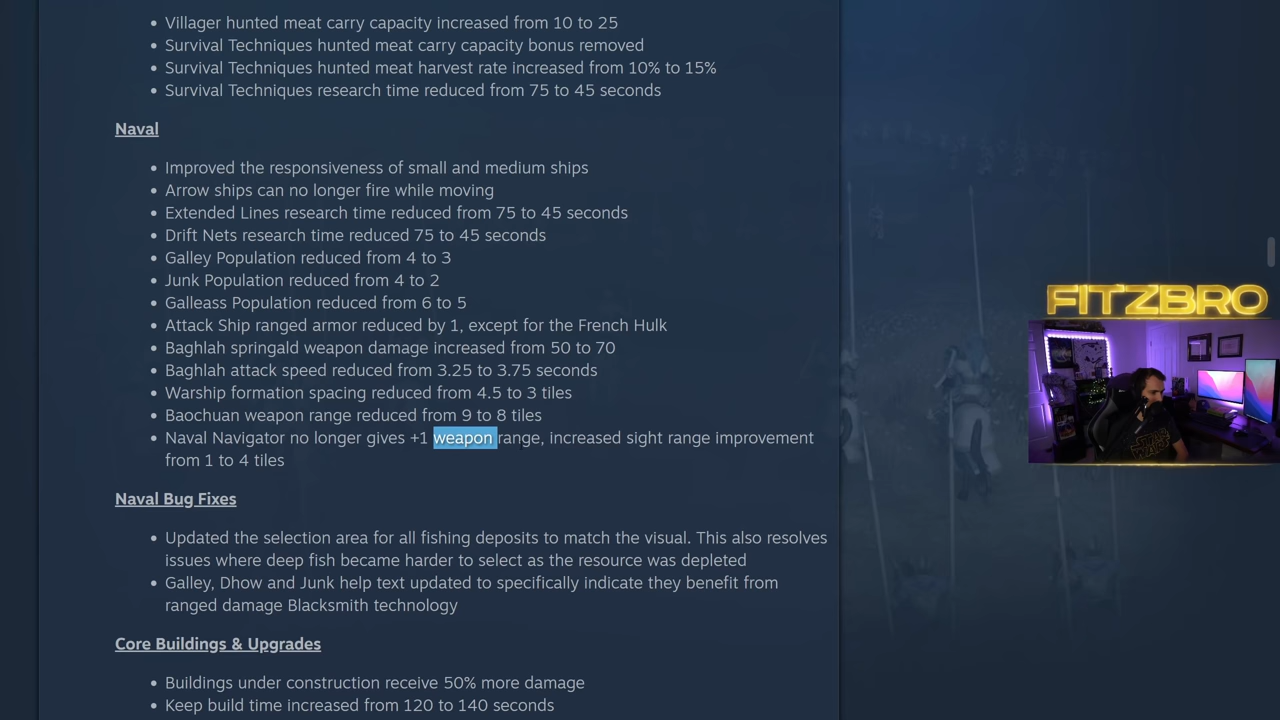 Villager hunted meat carry capacity increased from 10 to 25
Survival Techniques hunted meat carry capacity bonus removed
Survival Techniques hunted meat harvest rate increased from 10% to 15%
Survival Techniques research time reduced from 75 to 45 seconds
Naval
Improved the responsiveness of small and medium ships
Arrow ships can no longer fire while moving
Extended Lines research time reduced from 75 to 45 seconds
Drift Nets research time reduced 75 to 45 seconds
Galley Population reduced from 4 to 3
Junk Population reduced from 4 to 2
Galleass Population reduced from 6 to 5
Attack Ship ranged armor reduced by 1, except for the French Hulk
Baghlah springald weapon damage increased from 50 to 70
Baghlah attack speed reduced from 3.25 to 3.75 seconds
Warship formation spacing reduced from 4.5 to 3 tiles
Baochuan weapon range reduced from 9 to 8 tiles
Naval Navigator no longer gives +1 weapon range, increased sight range improvement
from 1 to 4 tiles
Naval Bug Fixes
Updated the selection area for all fishing deposits to match the visual. This also resolves
issues where deep fish became harder to select as the resource was depleted
Galley, Dhow and Junk help text updated to specifically indicate they benefit from
ranged damage Blacksmith technology
Core Buildings & Upgrades
Buildings under construction receive 50% more damage
Keep build time increased from 120 to 140 seconds
FITZBRO